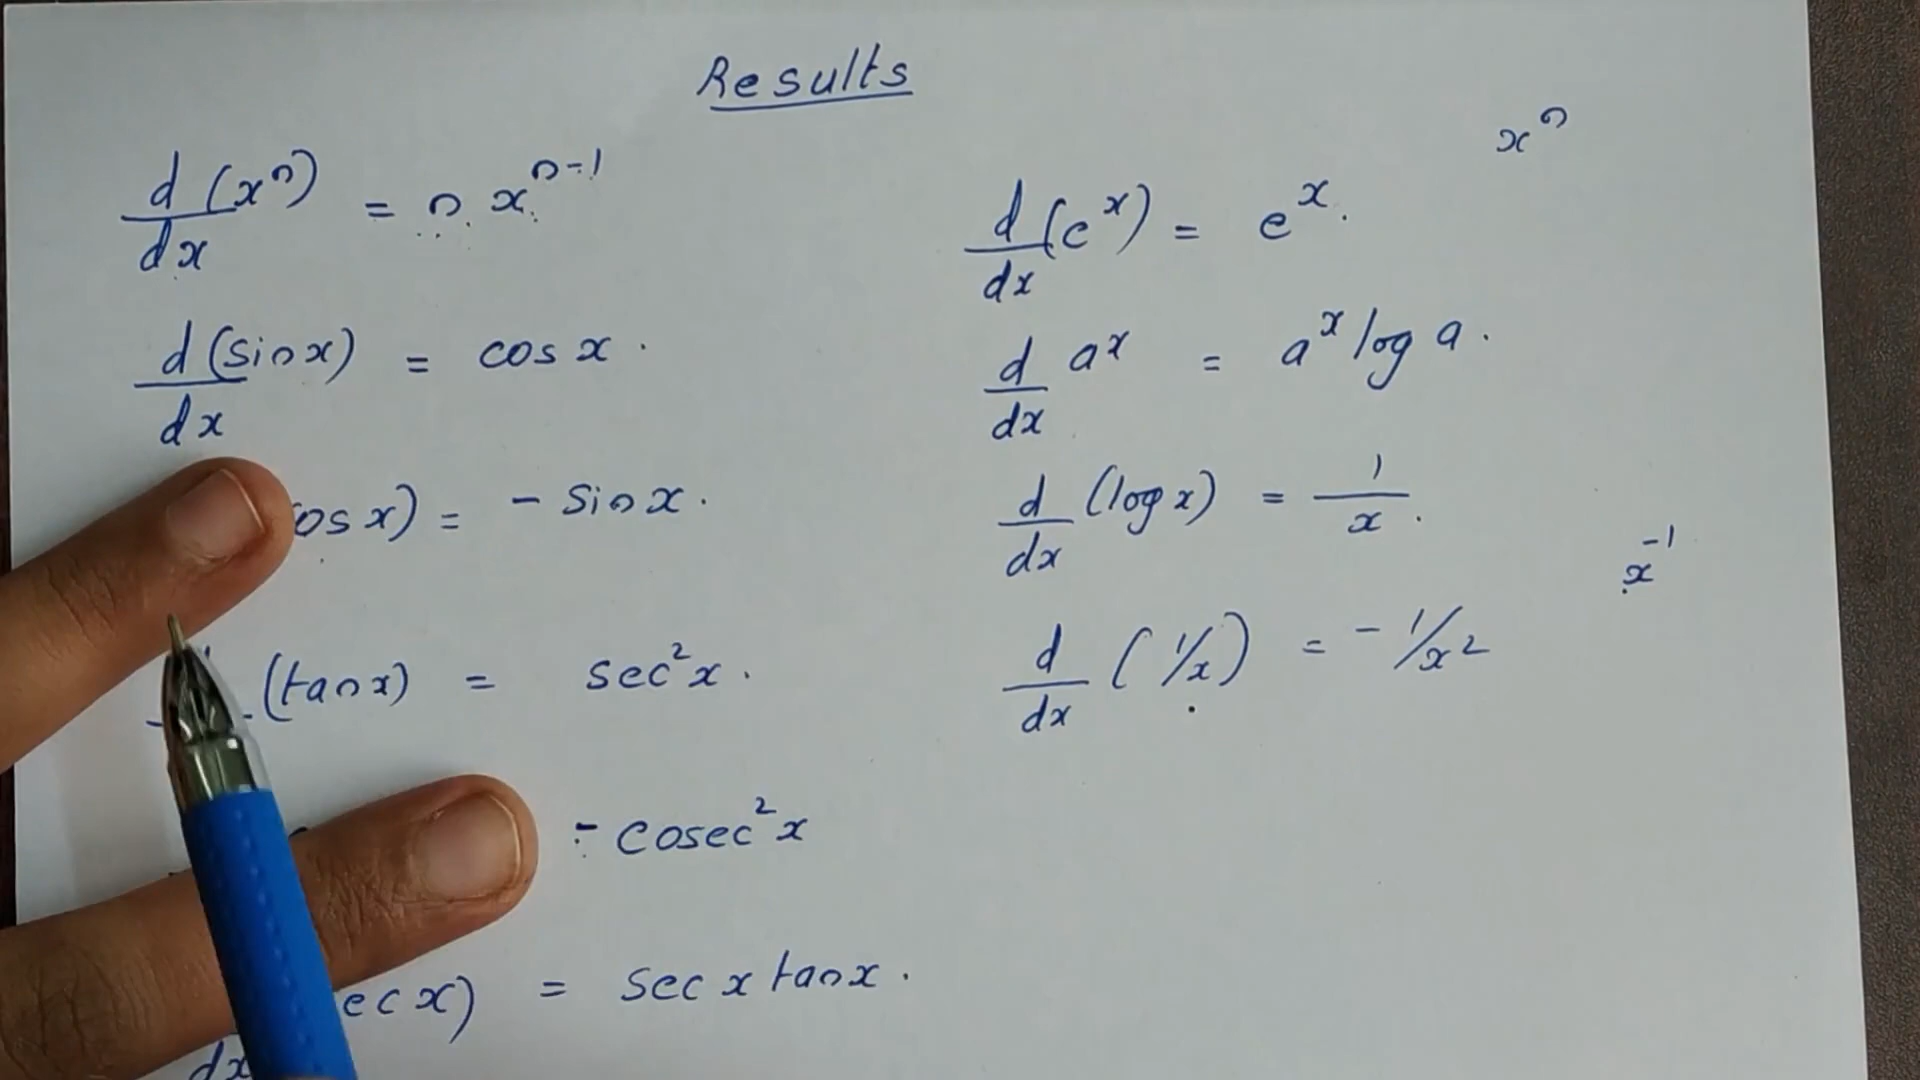 Results
d/dx (xⁿ) = n xⁿ⁻¹
d/dx (sin x) = cos x.
os x) = - sin x.
(tan x) = sec²x.
- cosec²x
ec x) = sec x tan x.
dx
xⁿ
d/dx (eˣ) = eˣ.
d/dx aˣ = aˣ log a.
d/dx (log x) = 1/x.
x⁻¹
d/dx (1/x) = - 1/x²